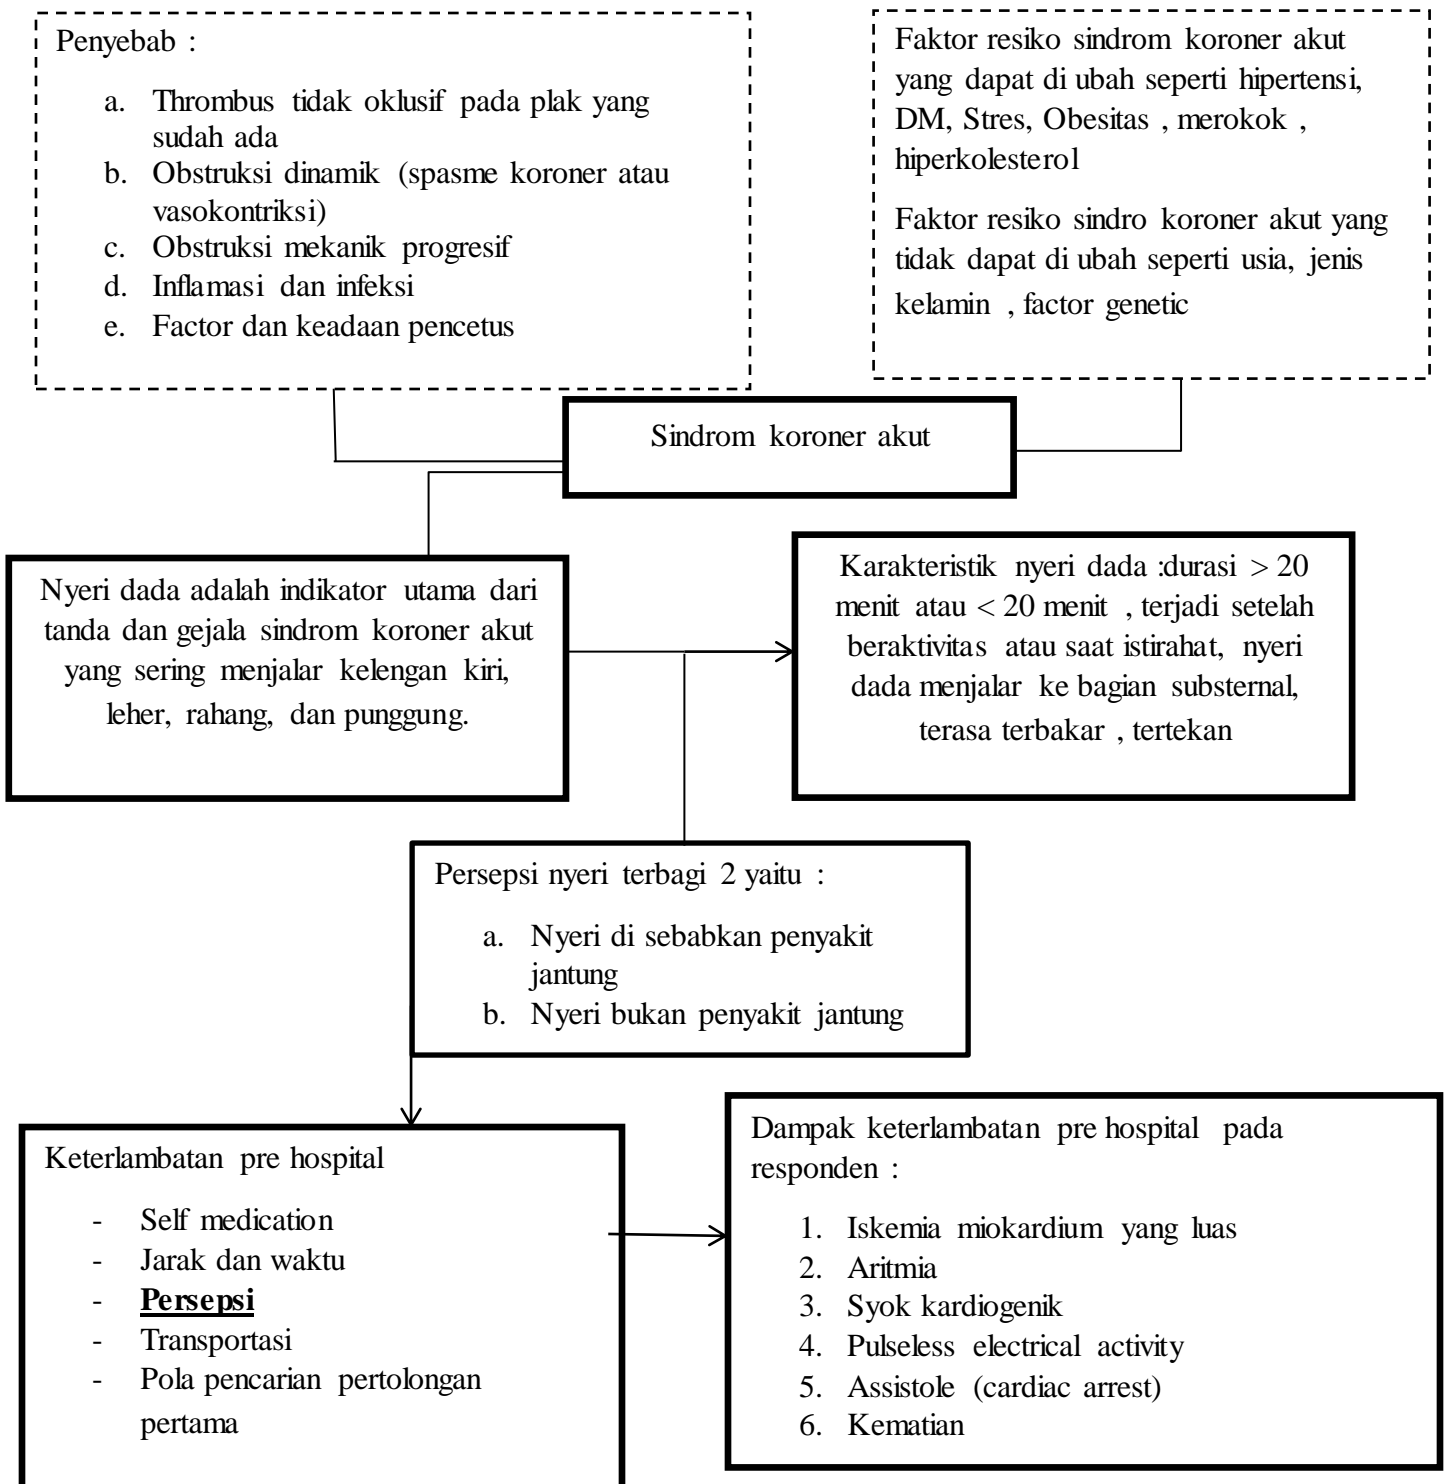 Penyebab :
a. Thrombus tidak oklusif pada plak yang
sudah ada
b. Obstruksi dinamik (spasme koroner atau
vasokontriksi)
c. Obstruksi mekanik progresif
d. Inflamasi dan infeksi
e. Factor dan keadaan pencetus
Faktor resiko sindrom koroner akut
yang dapat di ubah seperti hipertensi,
DM, Stres, Obesitas , merokok ,
hiperkolesterol
Faktor resiko sindro koroner akut yang
tidak dapat di ubah seperti usia, jenis
kelamin , factor genetic
Sindrom koroner akut
Nyeri dada adalah indikator utama dari
tanda dan gejala sindrom koroner akut
yang sering menjalar kelengan kiri,
leher, rahang, dan punggung.
Karakteristik nyeri dada :durasi > 20
menit atau < 20 menit , terjadi setelah
beraktivitas atau saat istirahat, nyeri
dada menjalar ke bagian substernal,
terasa terbakar , tertekan
Persepsi nyeri terbagi 2 yaitu :
a. Nyeri di sebabkan penyakit
jantung
b. Nyeri bukan penyakit jantung
Keterlambatan pre hospital
- Self medication
- Jarak dan waktu
- Persepsi
- Transportasi
- Pola pencarian pertolongan
pertama
Dampak keterlambatan pre hospital pada
responden :
1. Iskemia miokardium yang luas
2. Aritmia
3. Syok kardiogenik
4. Pulseless electrical activity
5. Assistole (cardiac arrest)
6. Kematian